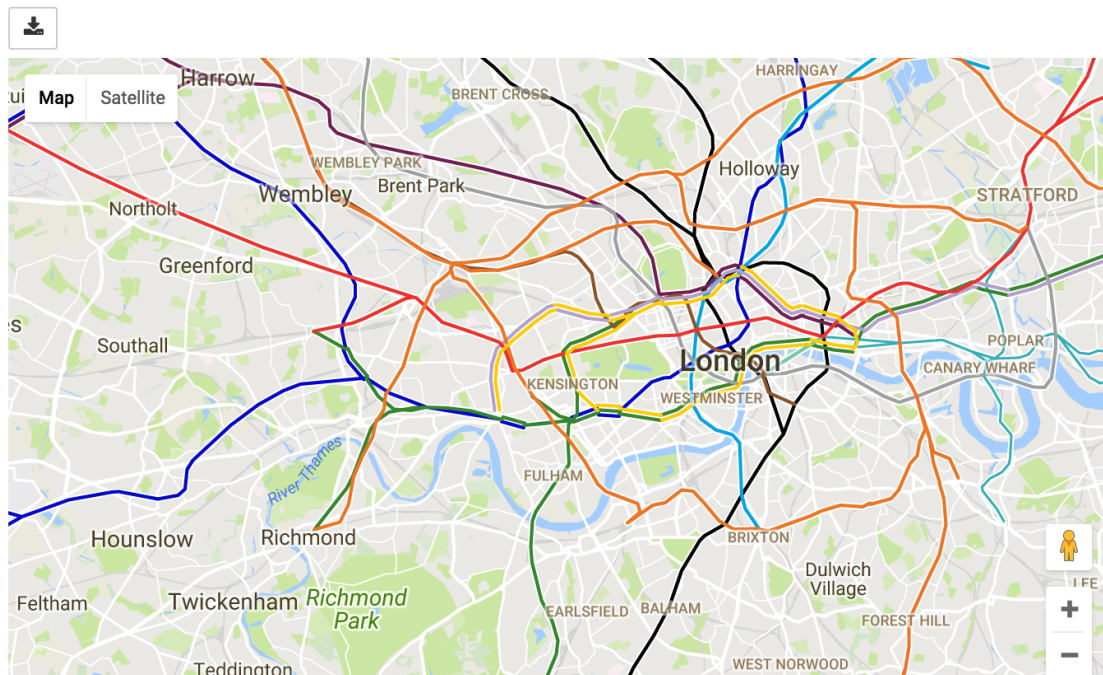 Harrow
HARRINGAY
BRENT CROSS
Map
Satellite
WEMBLEY PARK
Holloway
Brent Park
Wembley
STRATFORD
Northolt
Greenford
Southall
POPLAR
London
CANARY WHARF
KENSINGTON
WESTMINSTER
River Thames
FULHAM
Hounslow
Richmond
BRIXTON
Dulwich
Village
Feltham
Twickenham
Richmond
Park
EARLSFIELD
BALHAM
FOREST HILL
LEE
WEST NORWOOD
Teddington